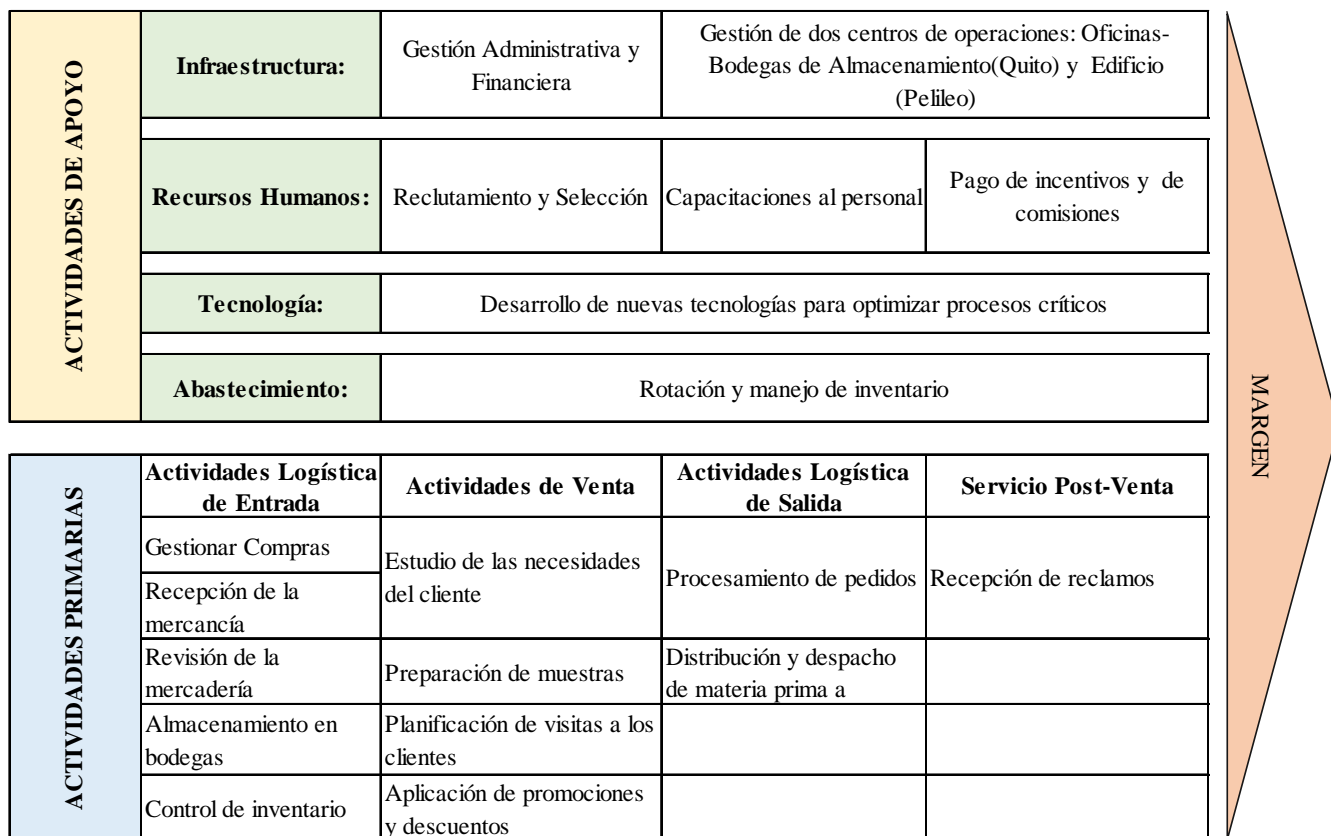 ACTIVIDADES DE APOYO
Infraestructura:
Gestión Administrativa y
Financiera
Gestión de dos centros de operaciones: Oficinas-
Bodegas de Almacenamiento(Quito) y Edificio
(Pelileo)
Recursos Humanos:
Reclutamiento y Selección
Capacitaciones al personal
Pago de incentivos y de
comisiones
Tecnología:
Desarrollo de nuevas tecnologías para optimizar procesos críticos
Abastecimiento:
Rotación y manejo de inventario
ACTIVIDADES PRIMARIAS
Actividades Logística
de Entrada
Actividades de Venta
Actividades Logística
de Salida
Servicio Post-Venta
Gestionar Compras
Recepción de la
mercancía
Estudio de las necesidades
del cliente
Procesamiento de pedidos
Recepción de reclamos
Revisión de la
mercadería
Preparación de muestras
Distribución y despacho
de materia prima a
Almacenamiento en
bodegas
Planificación de visitas a los
clientes
Control de inventario
Aplicación de promociones
y descuentos
MARGEN